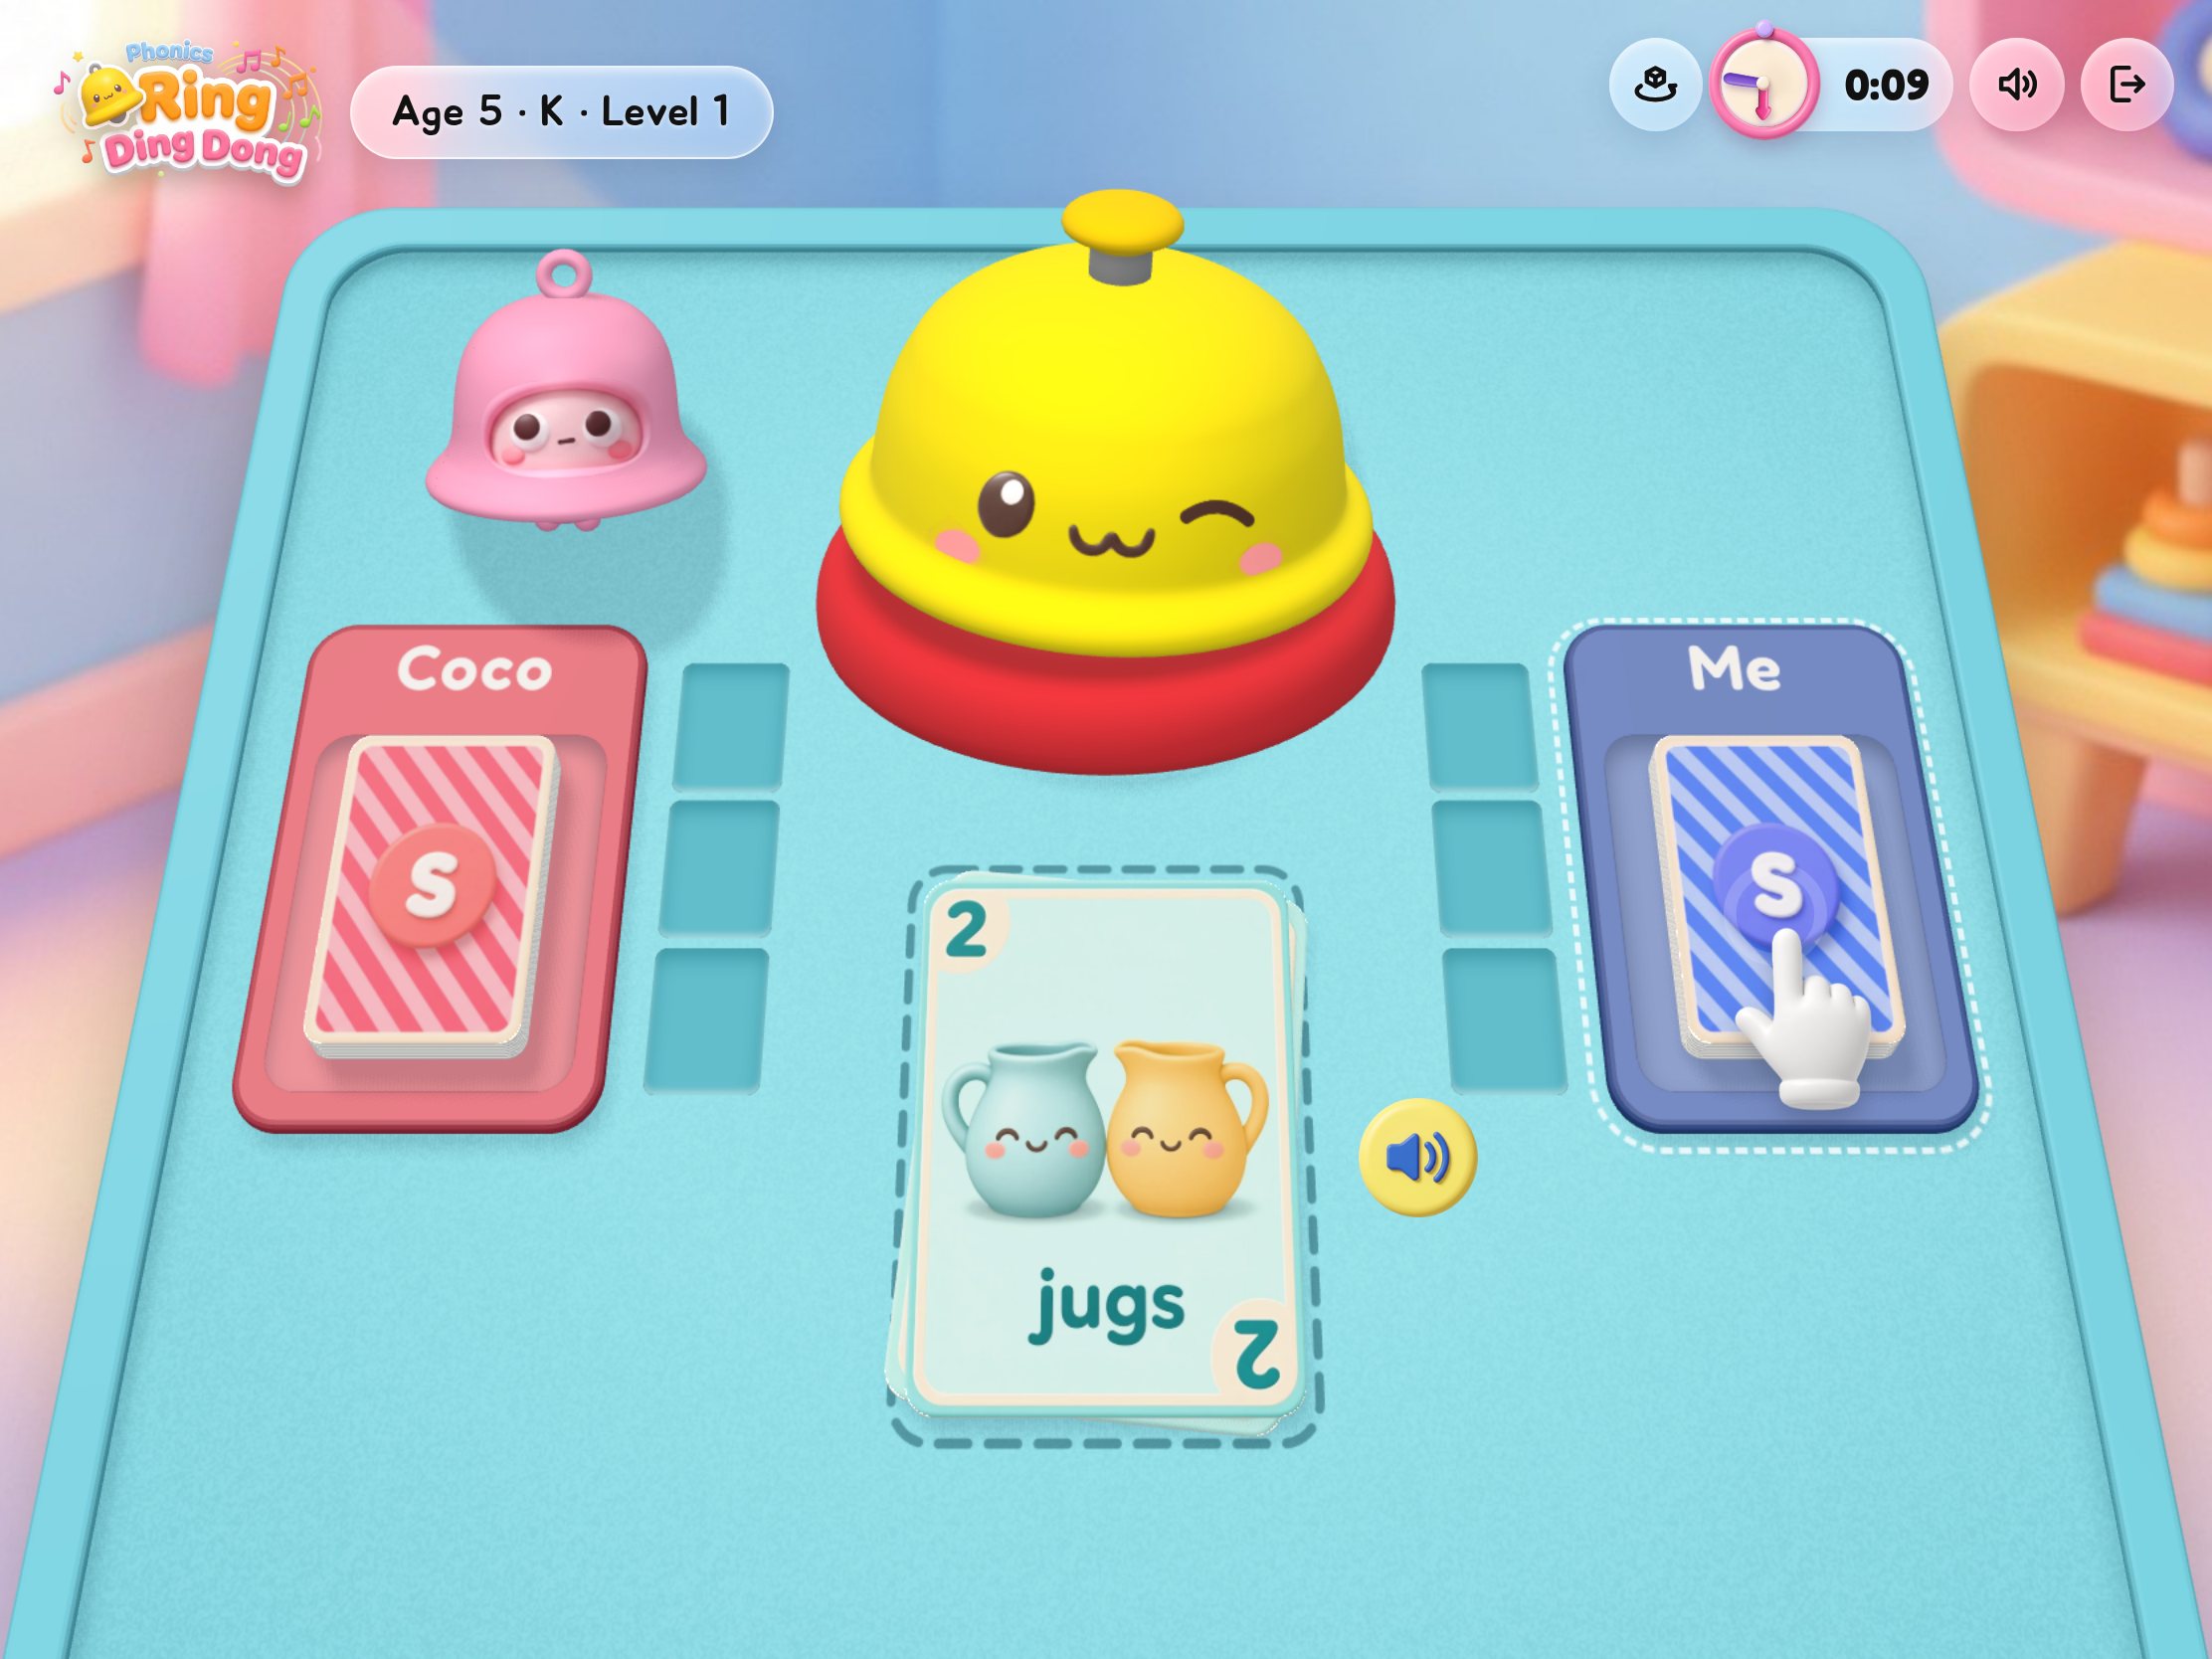 Phonics
Ring
Ding Dong
Age 5 · K · Level 1
0:09
Coco
Me
S
S
2
jugs
2